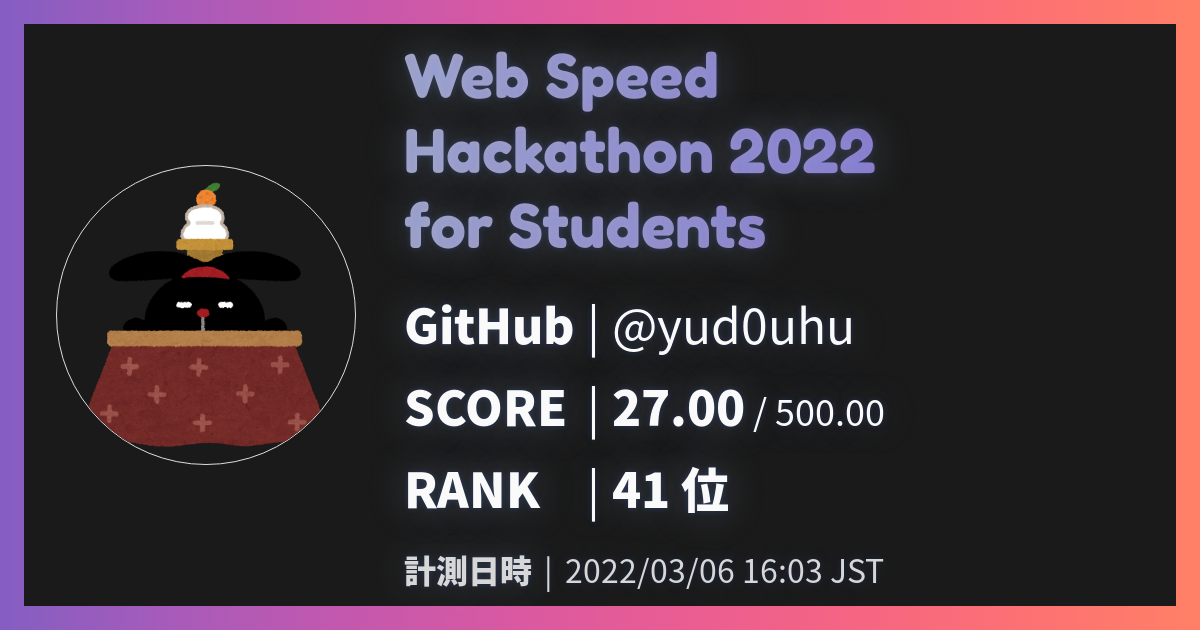 Web Speed
Hackathon 2022
for Students
GitHub | @yud0uhu
SCORE | 27.00 / 500.00
RANK | 41 位
計測日時 | 2022/03/06 16:03 JST